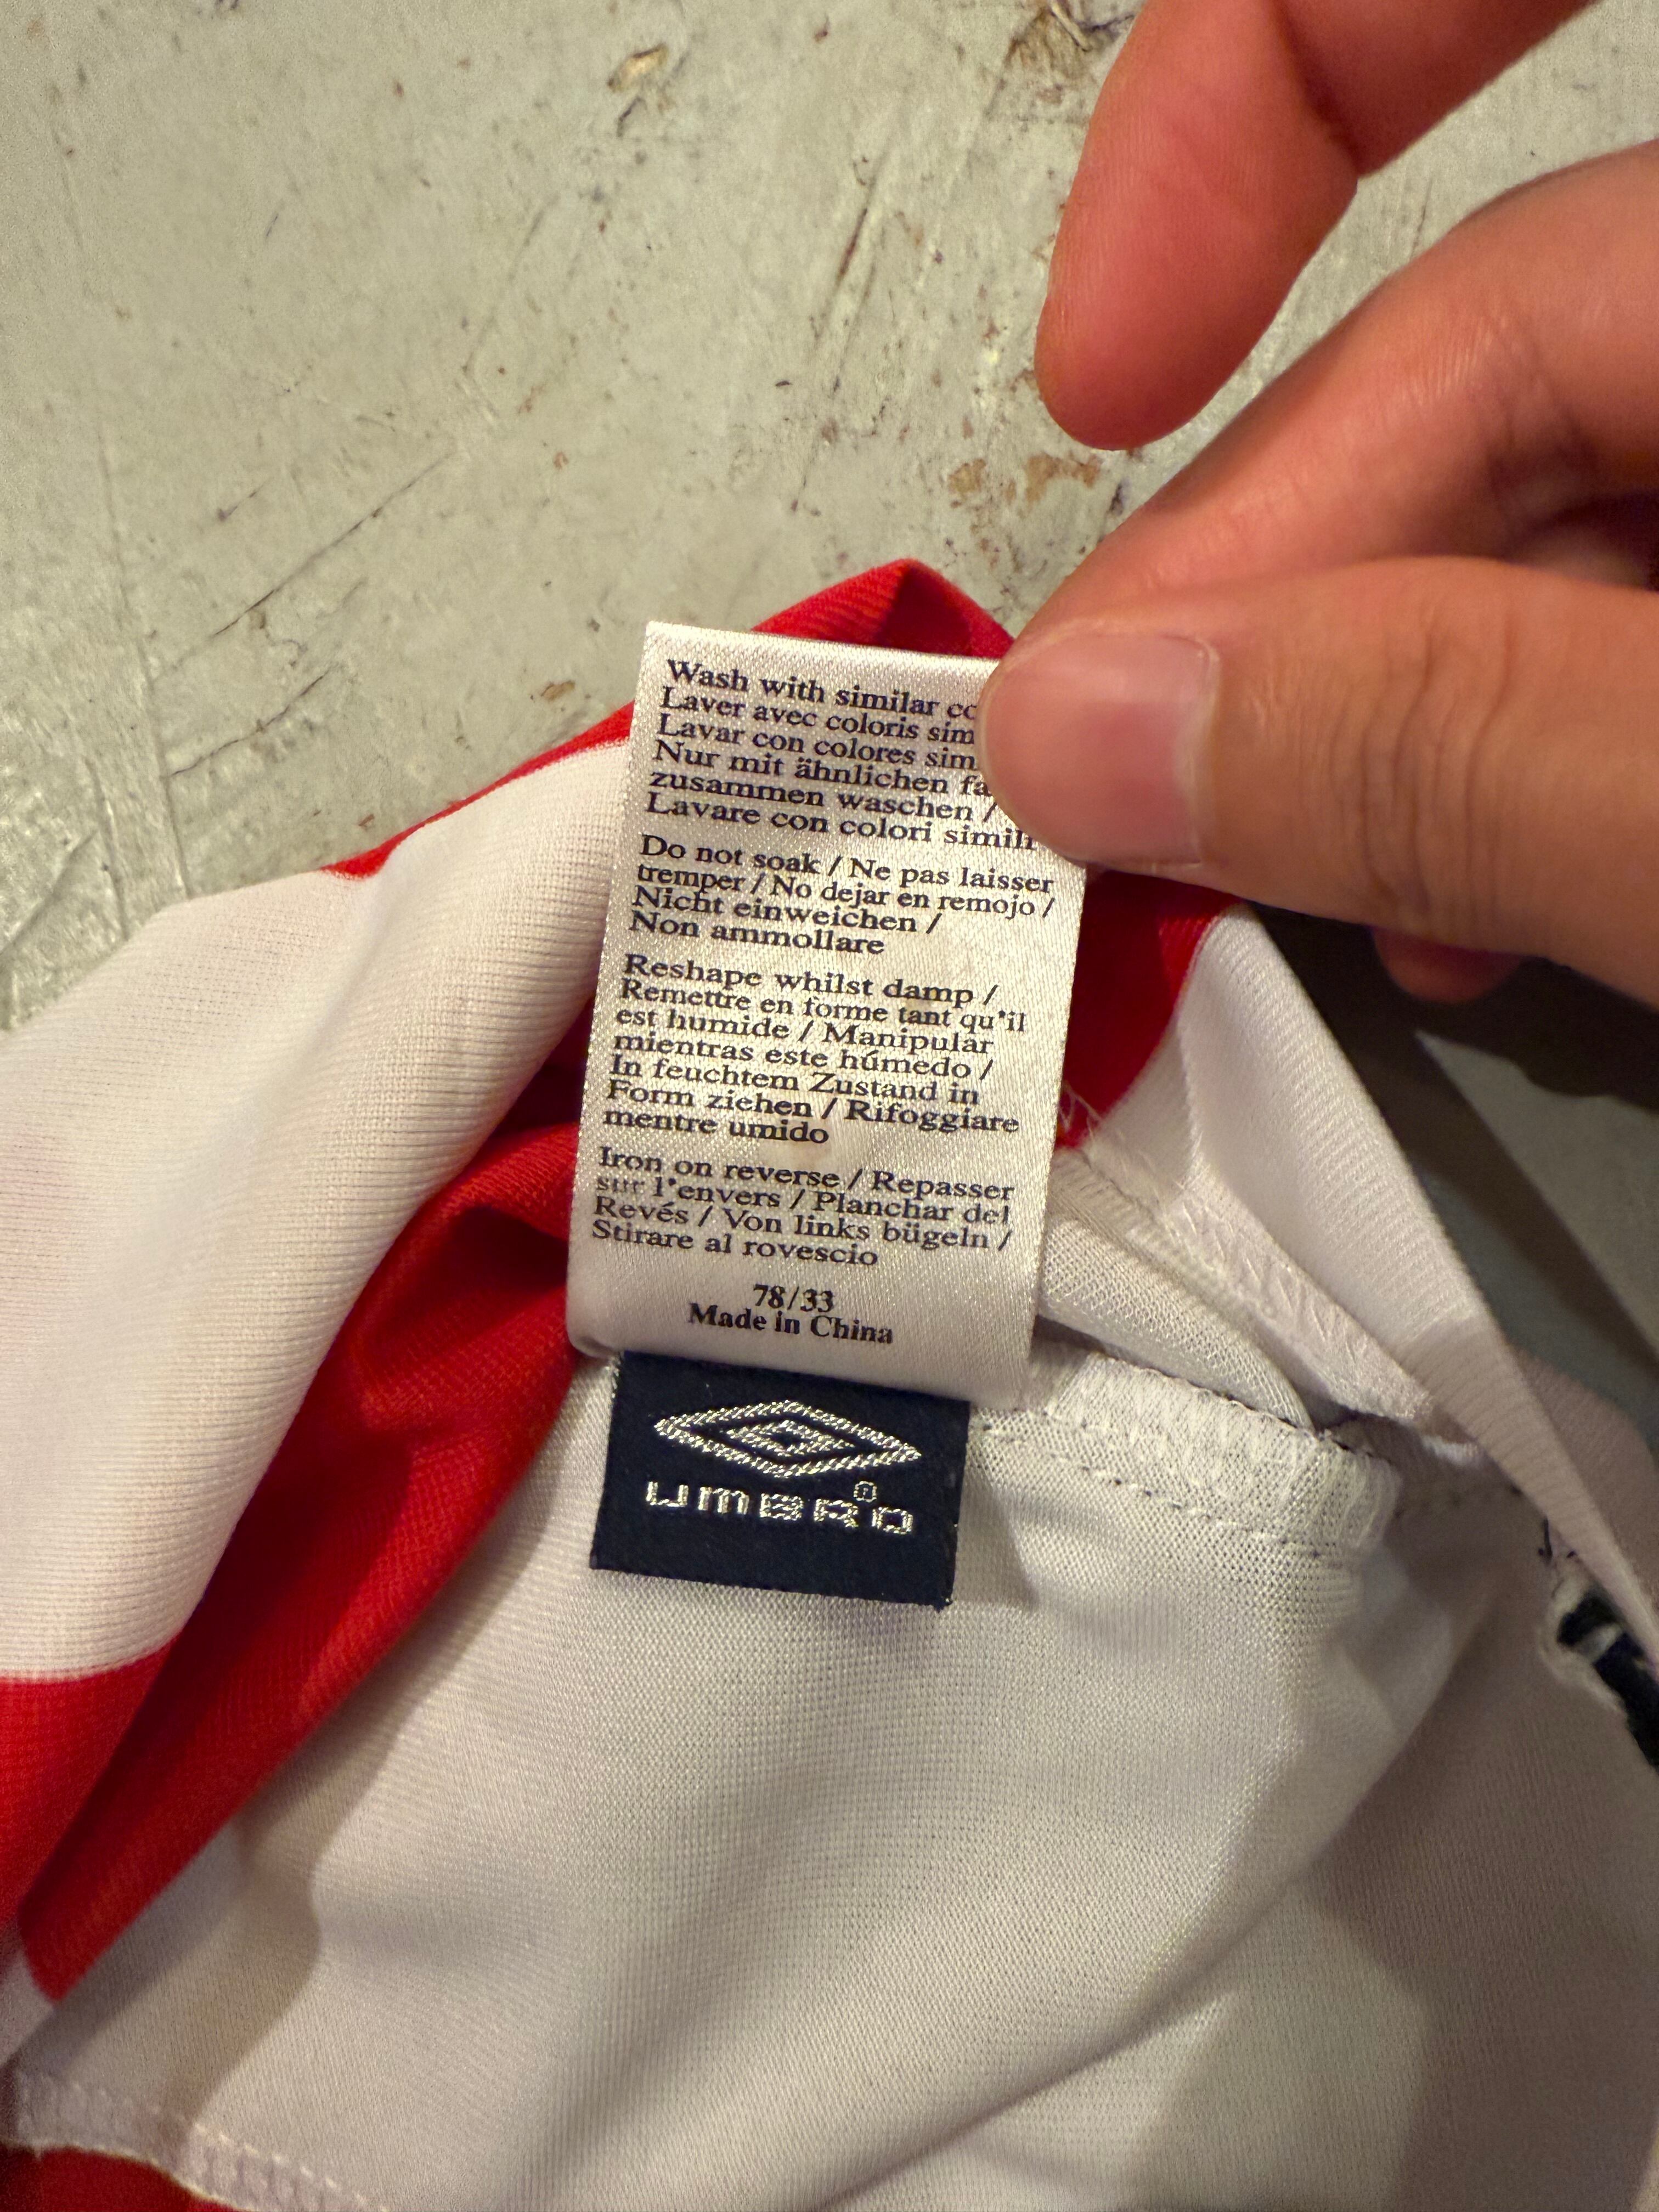 Wash with similar
Laver avec coloris
Lavar con colores
Nur mit ähnlichen
zusammen waschen /
Lavare con colori simili
Do not soak / Ne pas laisser
tremper / No dejar en remojo /
Nicht einweichen /
Non ammollare
Reshape whilst damp /
Remettre en forme tant qu'il
est humide / Manipular
mientras este húmedo /
In feuchtem Zustand in
Form ziehen / Rifoggiare
mentre umido
Iron on reverse / Repasser
sur l'envers / Planchar del
Revés / Von links bügeln /
Stirare al rovescio
78/33
Made in China
UMBRO®